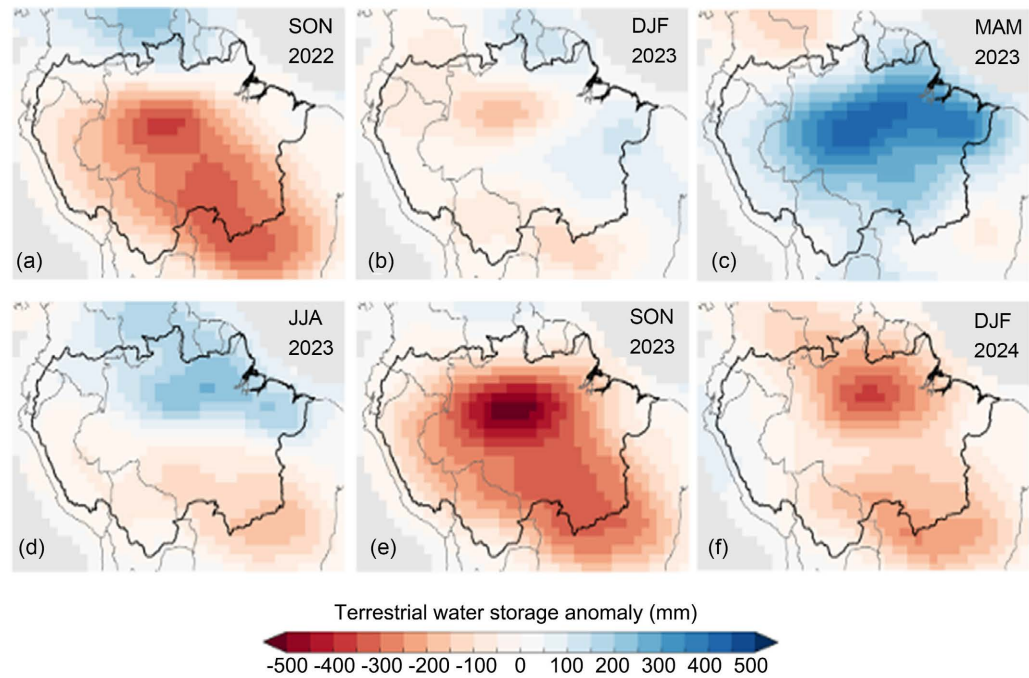 SON
2022
(a)
DJF
2023
(b)
MAM
2023
(c)
JJA
2023
(d)
SON
2023
(e)
DJF
2024
(f)
Terrestrial water storage anomaly (mm)
-500 -400 -300 -200 -100 0 100 200 300 400 500